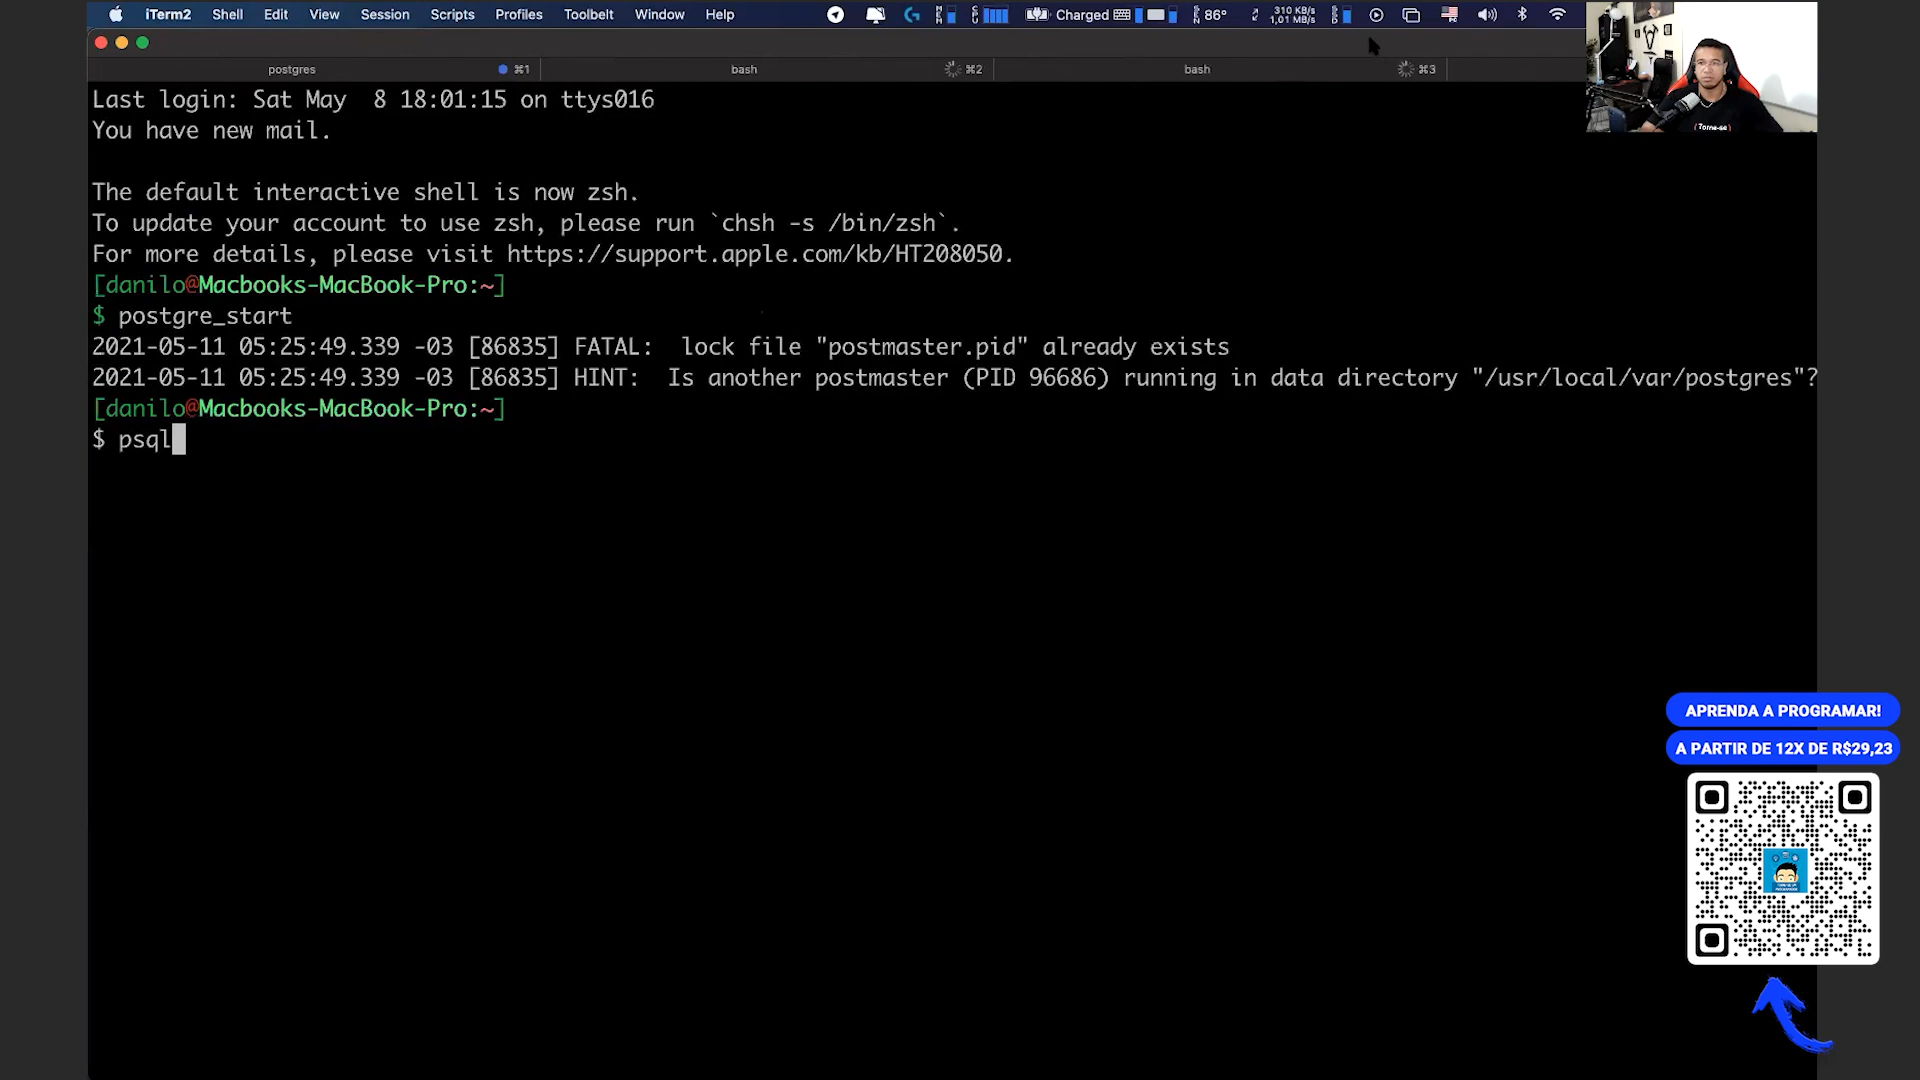 iTerm2 Shell Edit View Session Scripts Profiles Toolbelt Window Help Charged 86° 310 KB/s
1,01 MB/s
postgres ⌘1 bash ⌘2 bash ⌘3
Last login: Sat May  8 18:01:15 on ttys016
You have new mail.
The default interactive shell is now zsh.
To update your account to use zsh, please run `chsh -s /bin/zsh`.
For more details, please visit https://support.apple.com/kb/HT208050.
[danilo@Macbooks-MacBook-Pro:~]
$ postgre_start
2021-05-11 05:25:49.339 -03 [86835] FATAL:  lock file "postmaster.pid" already exists
2021-05-11 05:25:49.339 -03 [86835] HINT:  Is another postmaster (PID 96686) running in data directory "/usr/local/var/postgres"?
[danilo@Macbooks-MacBook-Pro:~]
$ psql
APRENDA A PROGRAMAR!
A PARTIR DE 12X DE R$29,23